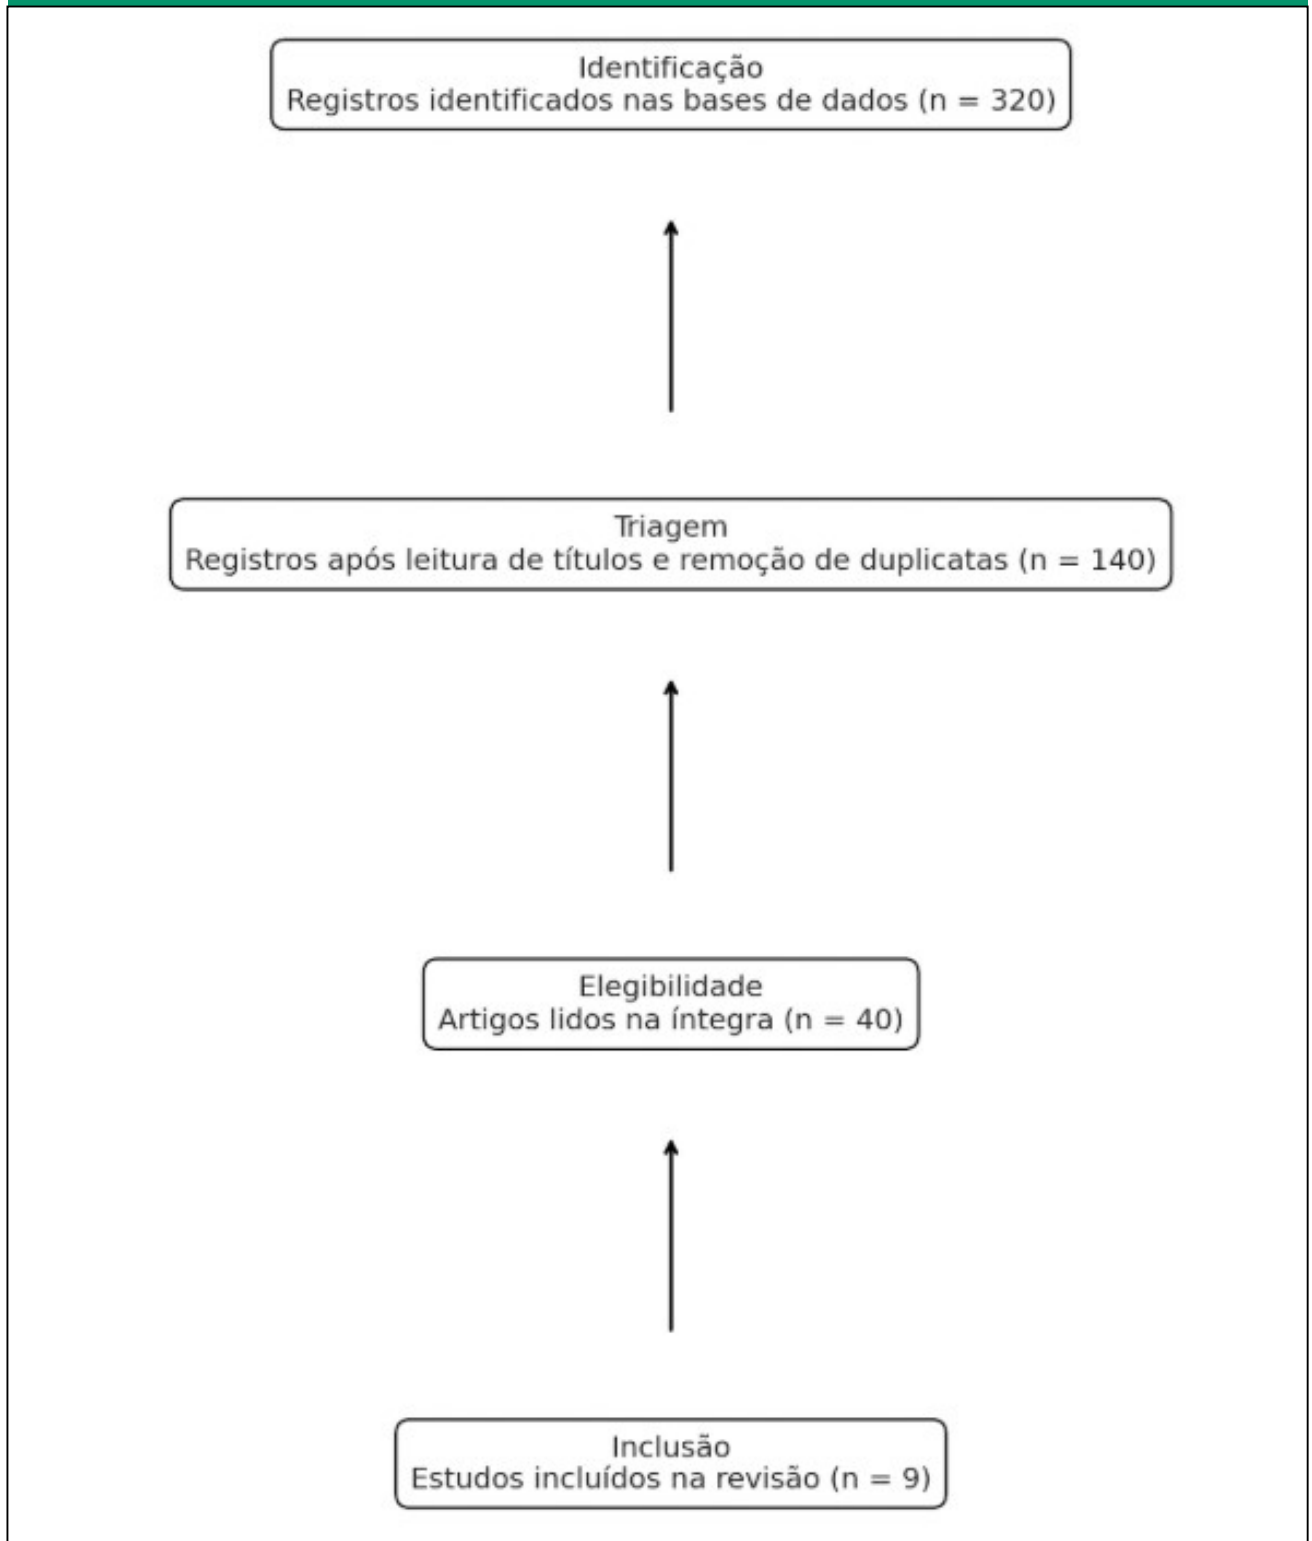 Identificação
Registros identificados nas bases de dados (n = 320)
Triagem
Registros após leitura de títulos e remoção de duplicatas (n = 140)
Elegibilidade
Artigos lidos na íntegra (n = 40)
Inclusão
Estudos incluídos na revisão (n = 9)